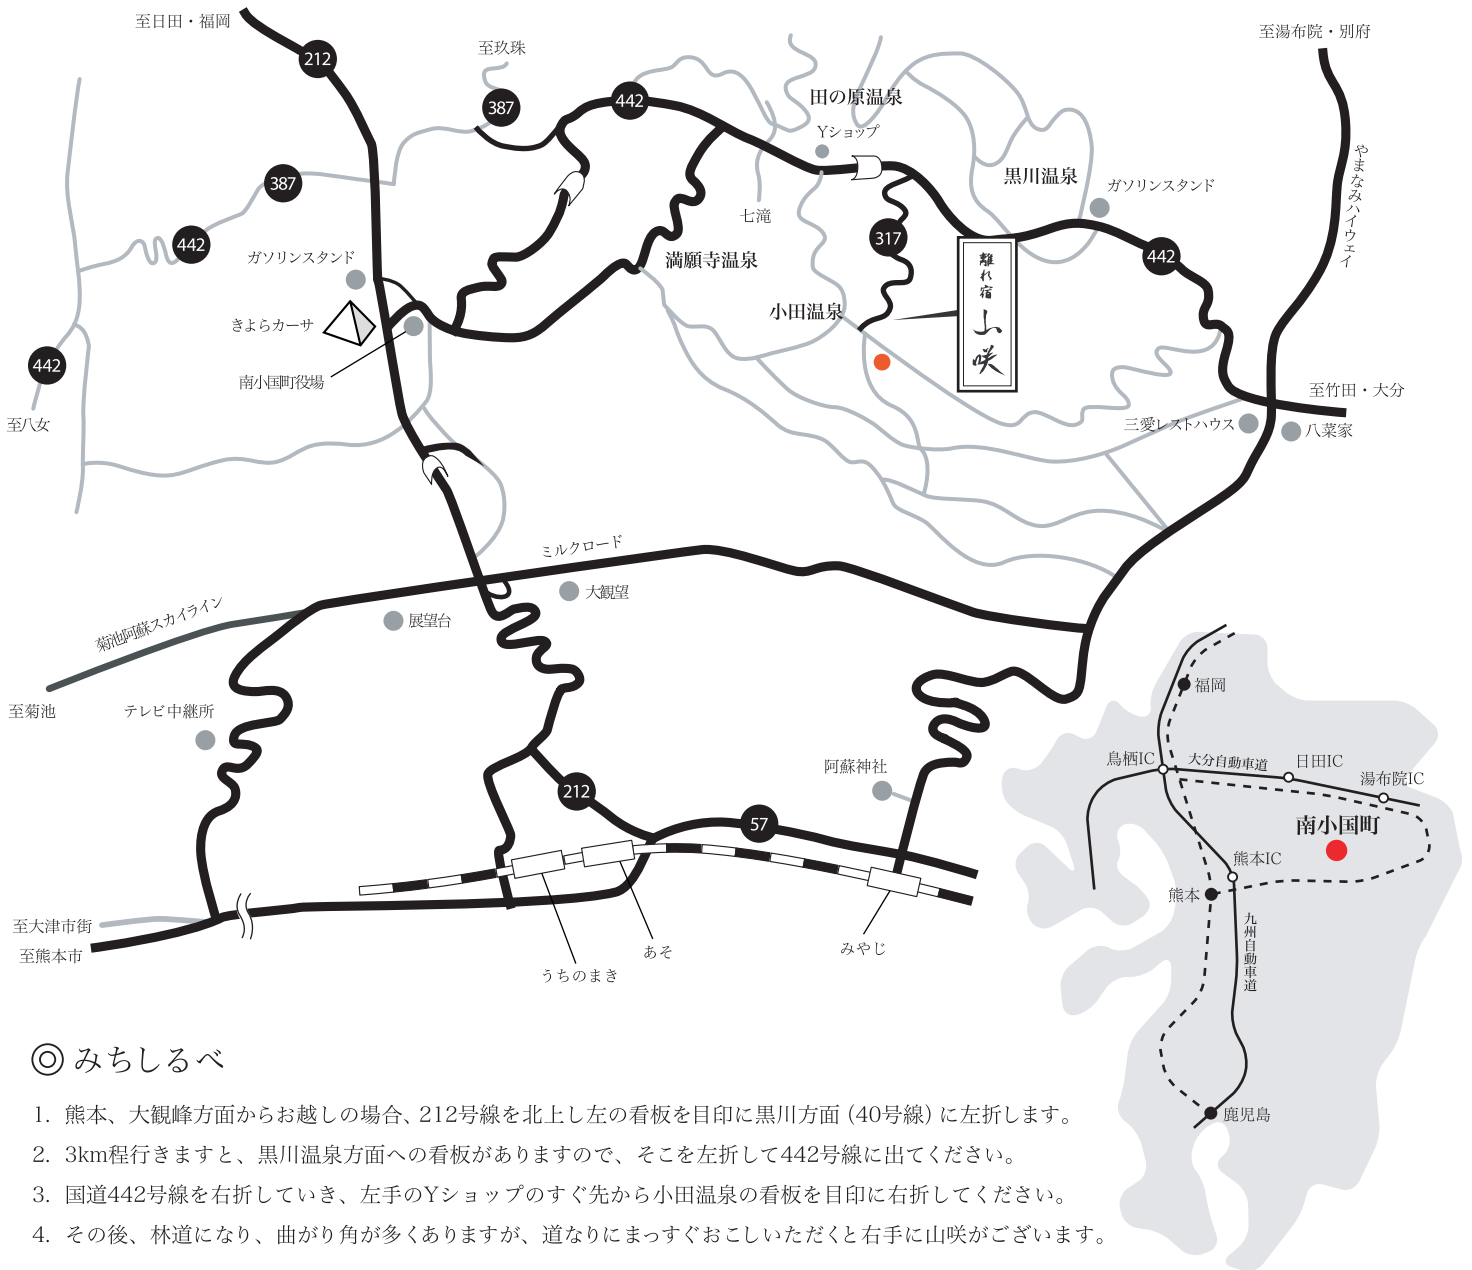 至日田・福岡
212
至玖珠
387
442
田の原温泉
Yショップ
至湯布院・別府
やまなみハイウェイ
387
442
ガソリンスタンド
きよらカーサ
南小国町役場
442
至八女
七滝
満願寺温泉
小田温泉
317
黒川温泉
ガソリンスタンド
442
離れ宿
山咲
至竹田・大分
三愛レストハウス
八菜家
ミルクロード
大観望
展望台
菊池阿蘇スカイライン
至菊池
テレビ中継所
212
57
阿蘇神社
至大津市街
至熊本市
うちのまき
あそ
みやじ
福岡
鳥栖IC
大分自動車道
日田IC
湯布院IC
南小国町
熊本IC
熊本
九州自動車道
鹿児島
◎ みちしるべ
1. 熊本、大観峰方面からお越しの場合、212号線を北上し左の看板を目印に黒川方面（40号線）に左折します。
2. 3km程行きますと、黒川温泉方面への看板がありますので、そこを左折して442号線に出てください。
3. 国道442号線を右折していき、左手のYショップのすぐ先から小田温泉の看板を目印に右折してください。
4. その後、林道になり、曲がり角が多くありますが、道なりにまっすぐおこしいただくと右手に山咲がございます。